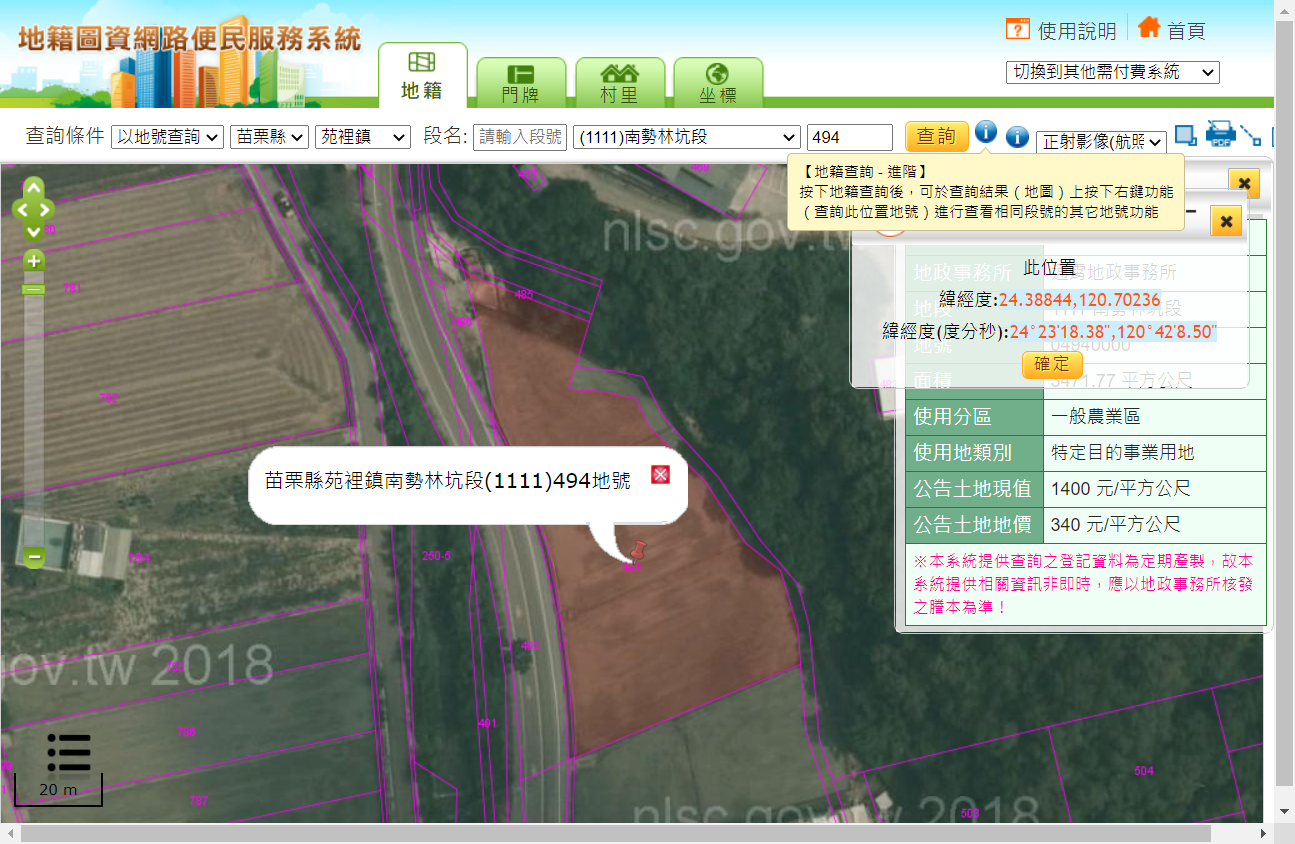 地籍圖資網路便民服務系統
使用說明
首頁
切換到其他需付費系統
地籍
門牌
村里
坐標
查詢條件
以地號查詢
苗栗縣
苑裡鎮
段名:
請輸入段號
(1111)南勢林坑段
494
查詢
正射影像(航照
【地籍查詢 - 進階】
按下地籍查詢後，可於查詢結果（地圖）上按下右鍵功能
（查詢此位置地號）進行查看相同段號的其它地號功能
此位置
緯經度:24.38844,120.70236
緯經度(度分秒):24°23'18.38",120°42'8.50"
確定
地政事務所
地政事務所
地段
1111 南勢林坑段
地號
04940000
面積
3471.77 平方公尺
使用分區
一般農業區
使用地類別
特定目的事業用地
公告土地現值
1400 元/平方公尺
公告土地地價
340 元/平方公尺
※本系統提供查詢之登記資料為定期產製，故本
系統提供相關資訊非即時，應以地政事務所核發
之謄本為準！
苗栗縣苑裡鎮南勢林坑段(1111)494地號
nlsc.gov.tw
485
250-5
gov.tw 2018
491
787
504
503
nlsc.gov.tw 2018
20 m
PDF